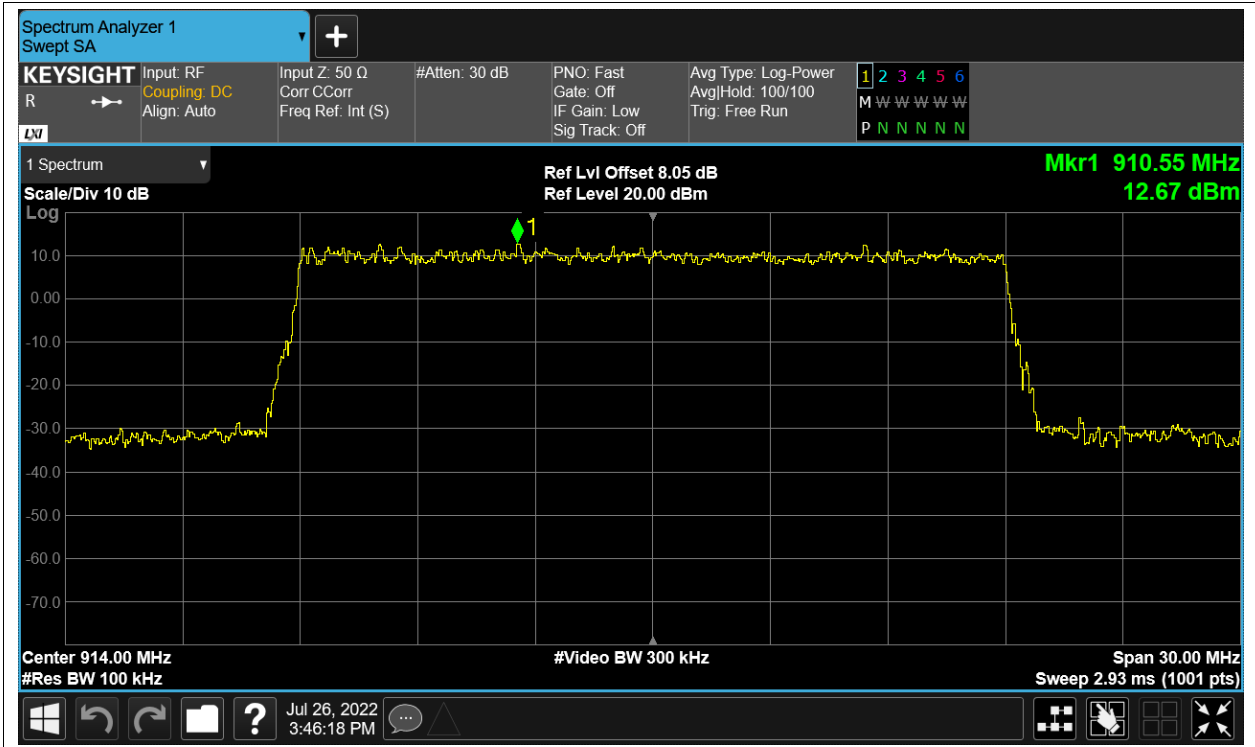 Spectrum Analyzer 1
Swept SA
KEYSIGHT
R
LXI
Input: RF
Coupling: DC
Align: Auto
Input Z: 50 Ω
Corr CCorr
Freq Ref: Int (S)
#Atten: 30 dB
PNO: Fast
Gate: Off
IF Gain: Low
Sig Track: Off
Avg Type: Log-Power
Avg|Hold: 100/100
Trig: Free Run
1 2 3 4 5 6
M W W W W W
P N N N N N
1 Spectrum
Scale/Div 10 dB
Log
Ref Lvl Offset 8.05 dB
Ref Level 20.00 dBm
Mkr1 910.55 MHz
12.67 dBm
1
10.0
0.00
-10.0
-20.0
-30.0
-40.0
-50.0
-60.0
-70.0
Center 914.00 MHz
#Res BW 100 kHz
#Video BW 300 kHz
Span 30.00 MHz
Sweep 2.93 ms (1001 pts)
?
Jul 26, 2022
3:46:18 PM